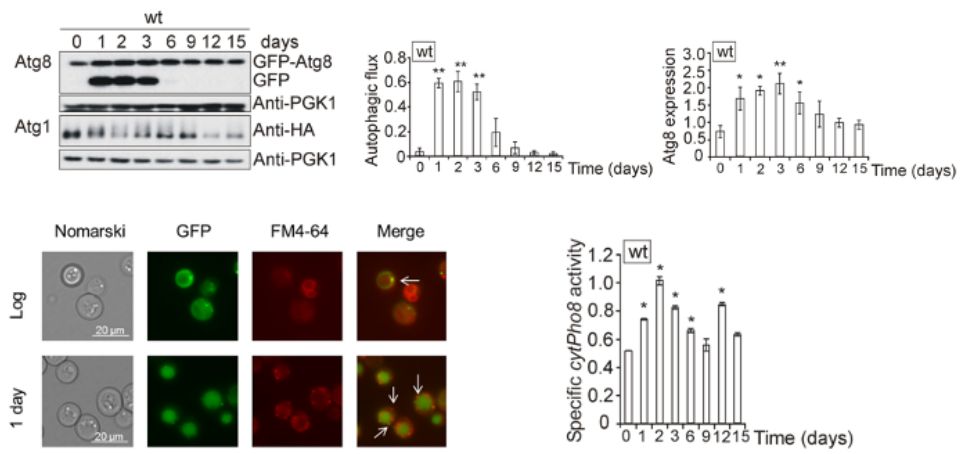 wt
0 1 2 3 6 9 12 15 days
Atg8
GFP-Atg8
GFP
Anti-PGK1
Atg1
Anti-HA
Anti-PGK1
wt
Autophagic flux
0.8
0.6
0.4
0.2
0
** ** **
0 1 2 3 6 9 12 15 Time (days)
wt
Atg8 expression
3.0
2.5
2.0
1.5
1.0
0.5
0
* * ** *
0 1 2 3 6 9 12 15 Time (days)
Nomarski GFP FM4-64 Merge
Log
20 µm
1 day
20 µm
wt
Specific cytPho8 activity
1.2
1.0
0.8
0.6
0.4
0.2
0.0
* * * * *
0 1 2 3 6 9 12 15 Time (days)